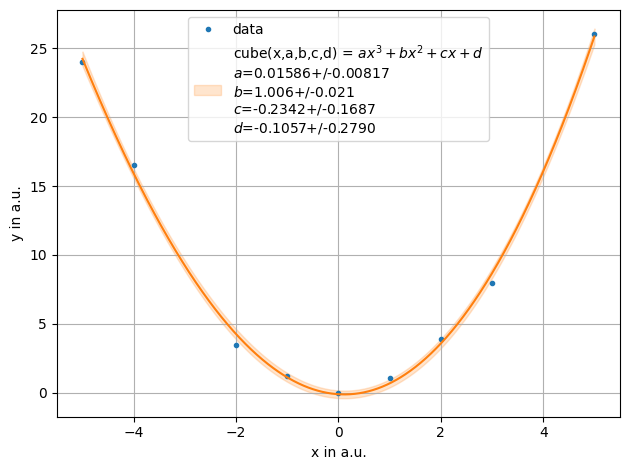 data
cube(x,a,b,c,d) = ax³ + bx² + cx + d
a=0.01586+/-0.00817
b=1.006+/-0.021
c=-0.2342+/-0.1687
d=-0.1057+/-0.2790
25
20
15
10
5
0
y in a.u.
−4 −2 0 2 4
x in a.u.